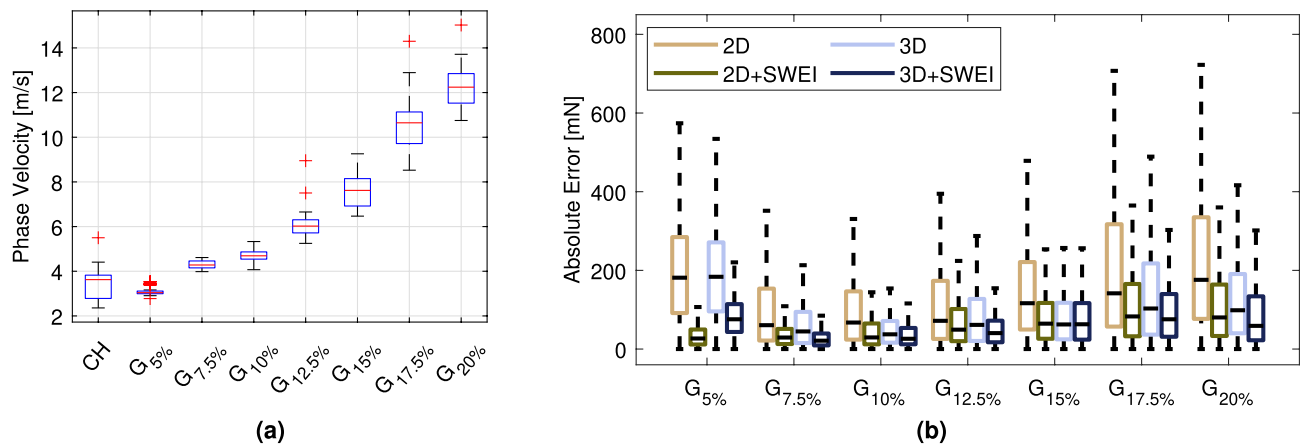 Phase Velocity [m/s]
14
12
10
8
6
4
2
CH
G5%
G7.5%
G10%
G12.5%
G15%
G17.5%
G20%
(a)
Absolute Error [mN]
800
600
400
200
0
2D
3D
2D+SWEI
3D+SWEI
G5%
G7.5%
G10%
G12.5%
G15%
G17.5%
G20%
(b)